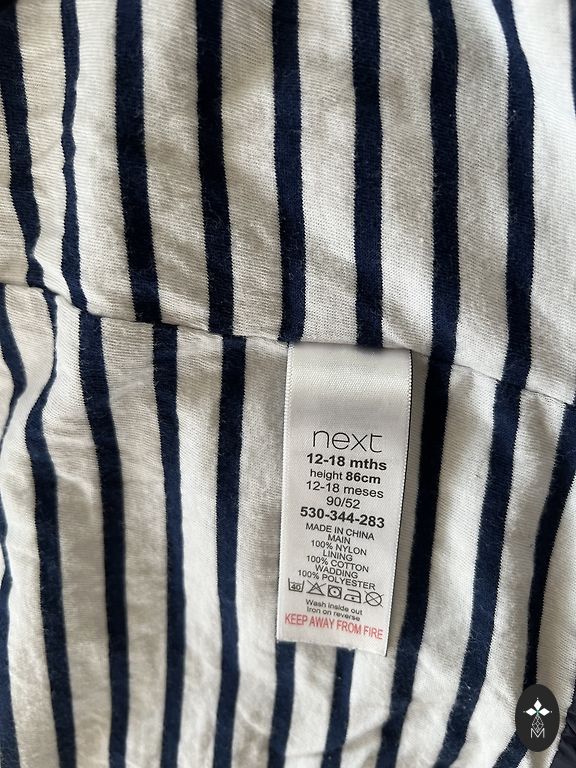 next
12-18 mths
height 86cm
12-18 meses
90/52
530-344-283
MADE IN CHINA
MAIN
100% NYLON
LINING
100% COTTON
WADDING
100% POLYESTER
40
Wash inside out
Iron on reverse
KEEP AWAY FROM FIRE
M